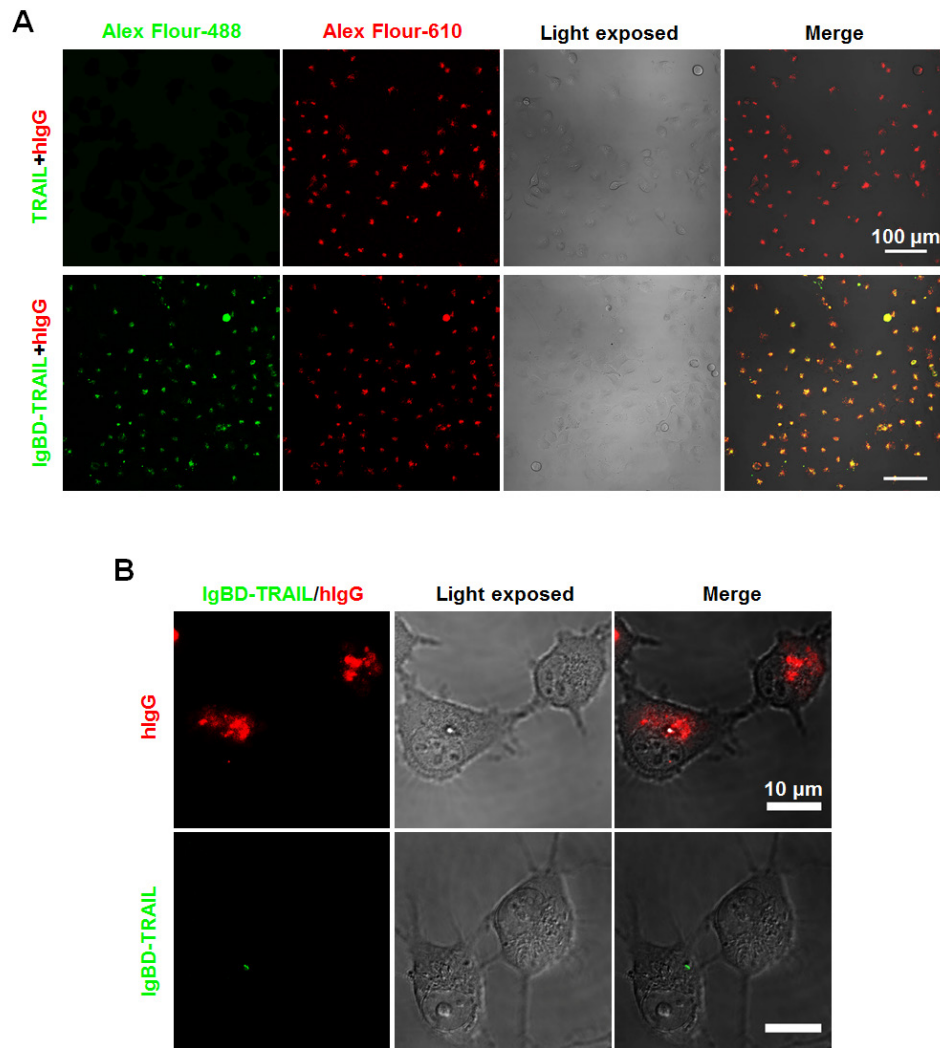 A
Alex Flour-488 Alex Flour-610 Light exposed Merge
TRAIL+hIgG
100 µm
IgBD-TRAIL+hIgG
B
IgBD-TRAIL/hIgG Light exposed Merge
hIgG
10 µm
IgBD-TRAIL